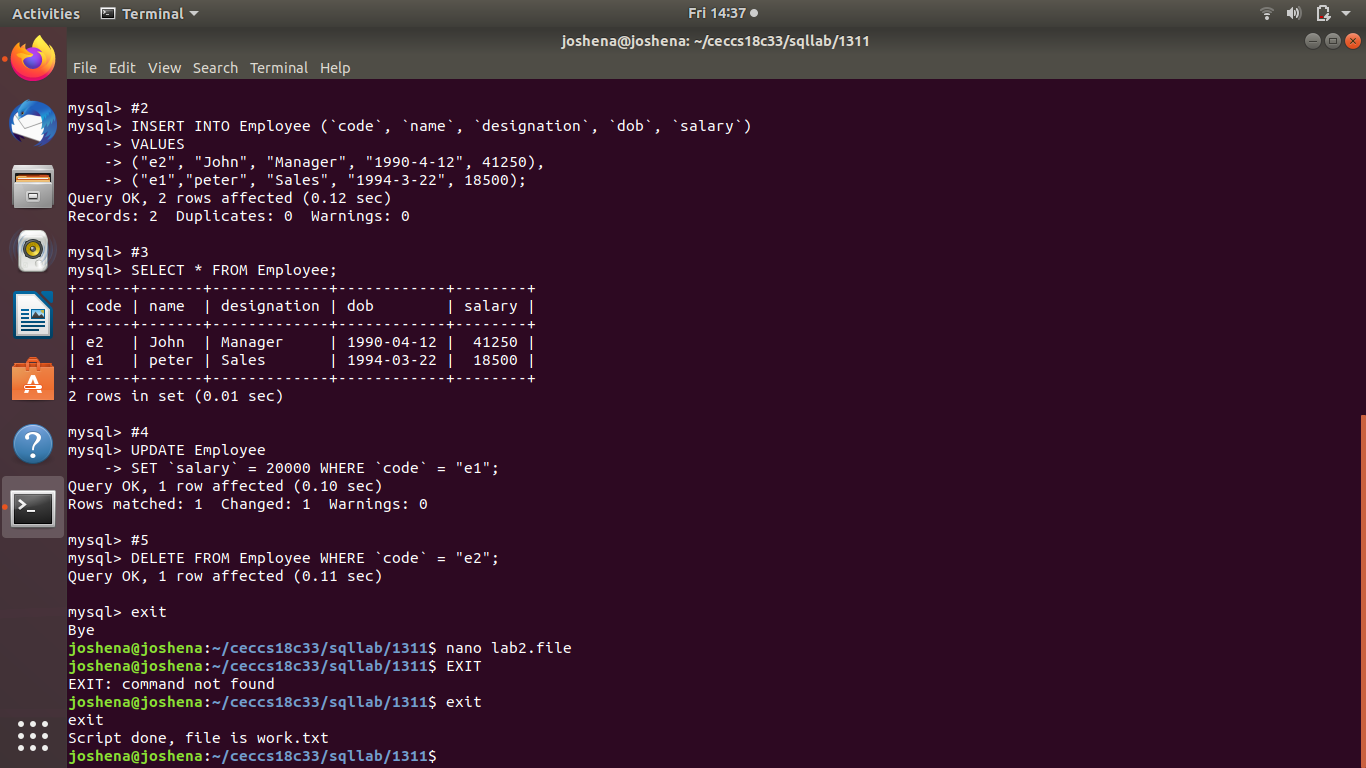 Activities Terminal Fri 14:37
joshena@joshena: ~/ceccs18c33/sqllab/1311
File Edit View Search Terminal Help
mysql> #2
mysql> INSERT INTO Employee (`code`, `name`, `designation`, `dob`, `salary`)
    -> VALUES
    -> ("e2", "John", "Manager", "1990-4-12", 41250),
    -> ("e1","peter", "Sales", "1994-3-22", 18500);
Query OK, 2 rows affected (0.12 sec)
Records: 2  Duplicates: 0  Warnings: 0
mysql> #3
mysql> SELECT * FROM Employee;
+------+-------+-------------+------------+--------+
| code | name  | designation | dob        | salary |
+------+-------+-------------+------------+--------+
| e2   | John  | Manager     | 1990-04-12 |  41250 |
| e1   | peter | Sales       | 1994-03-22 |  18500 |
+------+-------+-------------+------------+--------+
2 rows in set (0.01 sec)
mysql> #4
mysql> UPDATE Employee
    -> SET `salary` = 20000 WHERE `code` = "e1";
Query OK, 1 row affected (0.10 sec)
Rows matched: 1  Changed: 1  Warnings: 0
mysql> #5
mysql> DELETE FROM Employee WHERE `code` = "e2";
Query OK, 1 row affected (0.11 sec)
mysql> exit
Bye
joshena@joshena:~/ceccs18c33/sqllab/1311$ nano lab2.file
joshena@joshena:~/ceccs18c33/sqllab/1311$ EXIT
EXIT: command not found
joshena@joshena:~/ceccs18c33/sqllab/1311$ exit
exit
Script done, file is work.txt
joshena@joshena:~/ceccs18c33/sqllab/1311$